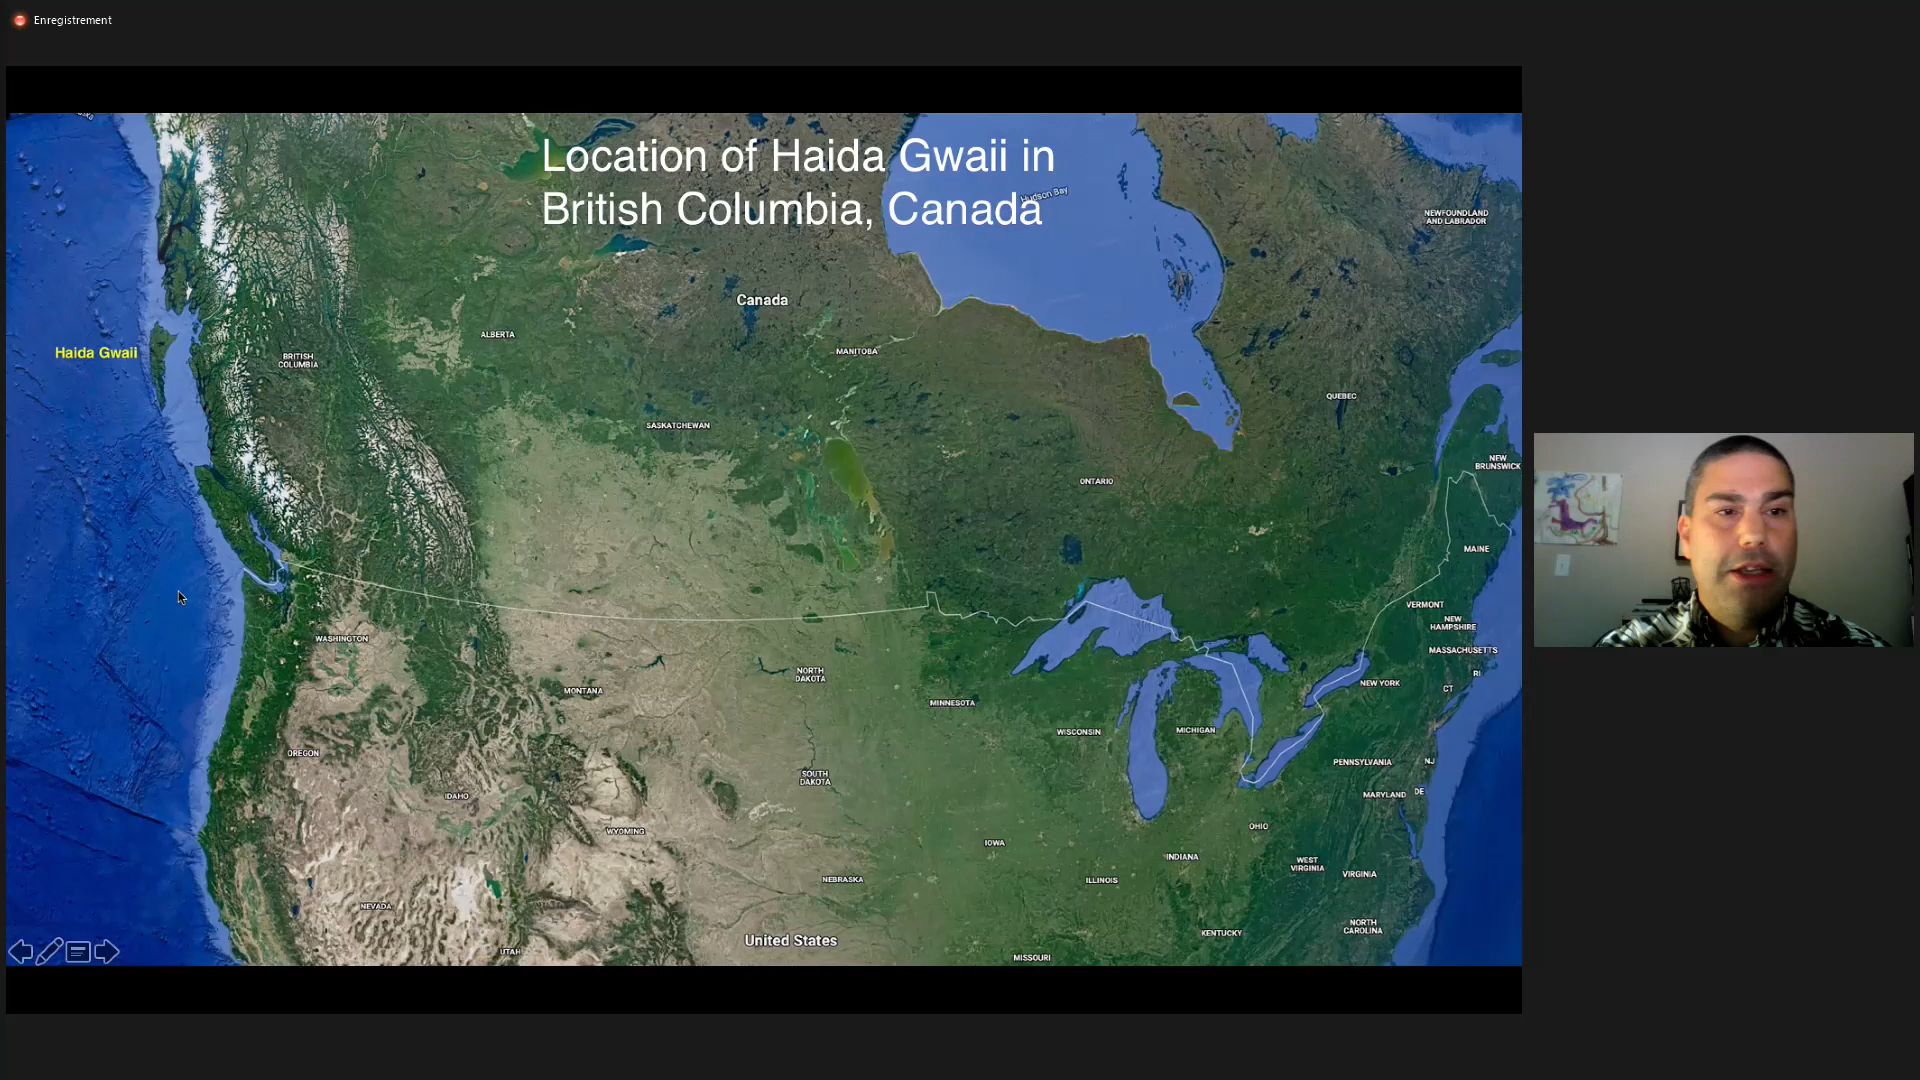 Enregistrement
Location of Haida Gwaii in
British Columbia, Canada
Hudson Bay
NEWFOUNDLAND
AND LABRADOR
Canada
ALBERTA
Haida Gwaii
BRITISH
COLUMBIA
MANITOBA
QUEBEC
SASKATCHEWAN
NEW
BRUNSWICK
ONTARIO
MAINE
VERMONT
NEW
HAMPSHIRE
WASHINGTON
MASSACHUSETTS
RI
NORTH
DAKOTA
NEW YORK
CT
MONTANA
MINNESOTA
WISCONSIN
MICHIGAN
OREGON
PENNSYLVANIA
NJ
SOUTH
DAKOTA
IDAHO
MARYLAND
DE
WYOMING
OHIO
IOWA
INDIANA
WEST
VIRGINIA
VIRGINIA
NEBRASKA
ILLINOIS
NEVADA
NORTH
CAROLINA
KENTUCKY
United States
UTAH
MISSOURI